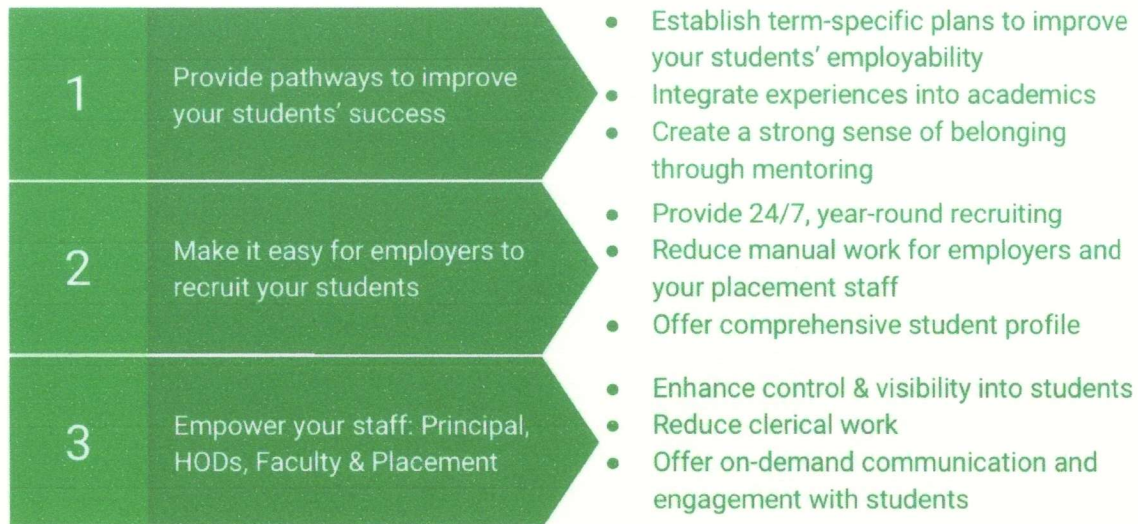 1
Provide pathways to improve
your students' success
● Establish term-specific plans to improve
your students' employability
● Integrate experiences into academics
● Create a strong sense of belonging
through mentoring
2
Make it easy for employers to
recruit your students
● Provide 24/7, year-round recruiting
● Reduce manual work for employers and
your placement staff
● Offer comprehensive student profile
3
Empower your staff: Principal,
HODs, Faculty & Placement
● Enhance control & visibility into students
● Reduce clerical work
● Offer on-demand communication and
engagement with students